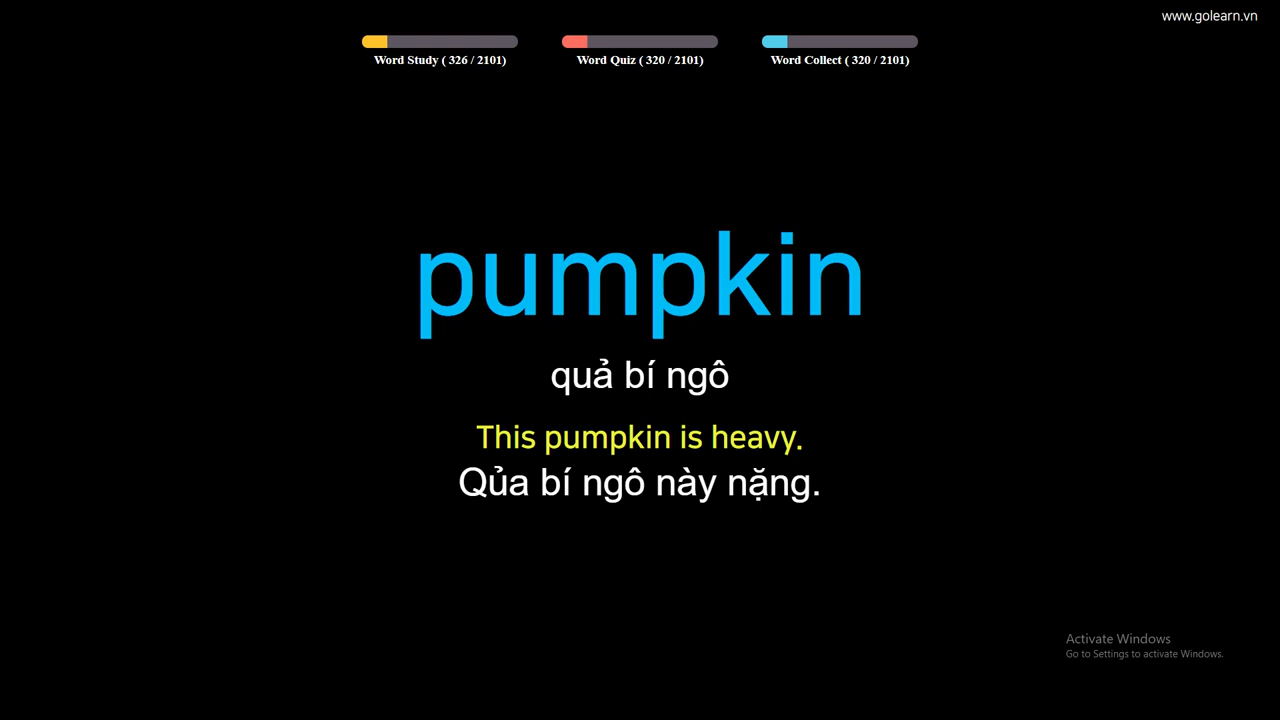 www.golearn.vn
Word Study ( 326 / 2101)
Word Quiz ( 320 / 2101)
Word Collect ( 320 / 2101)
pumpkin
quả bí ngô
This pumpkin is heavy.
Qủa bí ngô này nặng.
Activate Windows
Go to Settings to activate Windows.